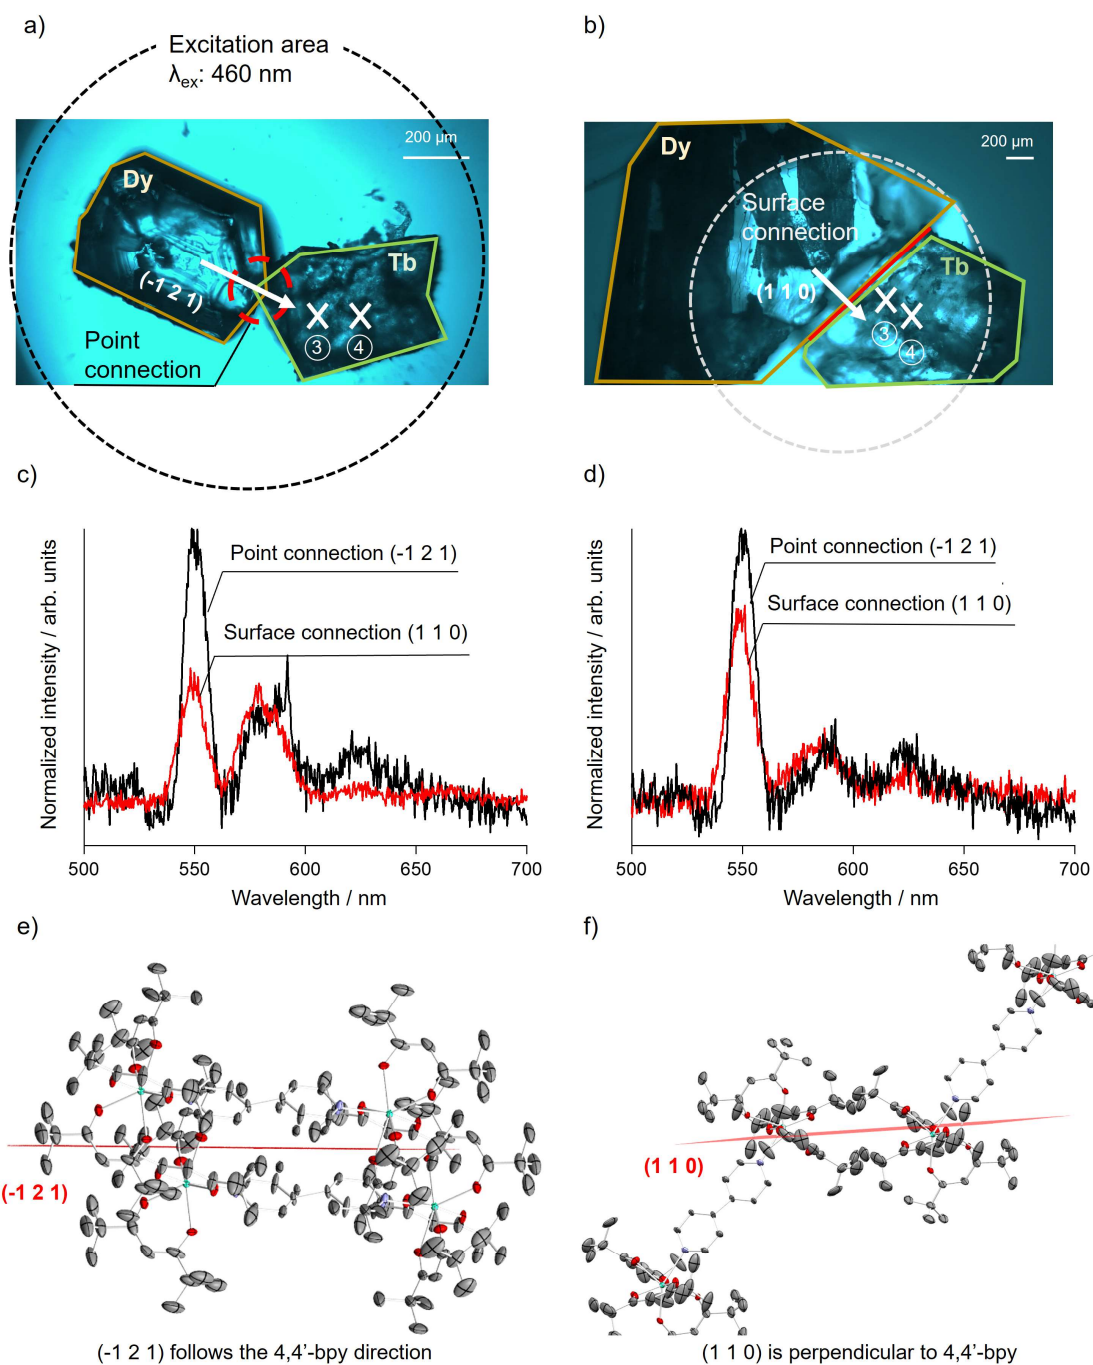 a)
Excitation area
λex: 460 nm
200 µm
Dy
Tb
(-1 2 1)
3
4
Point
connection
b)
Dy
200 µm
Surface
connection
Tb
(1 1 0)
3
4
c)
Normalized intensity / arb. units
Point connection (-1 2 1)
Surface connection (1 1 0)
500
550
600
650
700
Wavelength / nm
d)
Normalized intensity / arb. units
Point connection (-1 2 1)
Surface connection (1 1 0)
500
550
600
650
700
Wavelength / nm
e)
(-1 2 1)
(-1 2 1) follows the 4,4’-bpy direction
f)
(1 1 0)
(1 1 0) is perpendicular to 4,4’-bpy